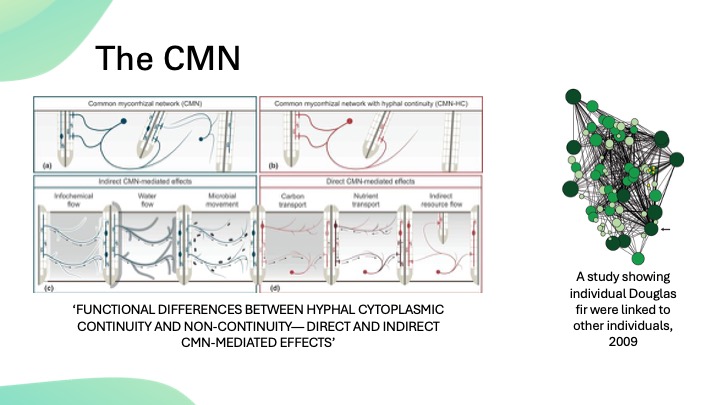 The CMN
Common mycorrhizal network (CMN)
Common mycorrhizal network with hyphal continuity (CMN-HC)
(a)
(b)
Indirect CMN-mediated effects
Direct CMN-mediated effects
Infochemical
flow
Water
flow
Microbial
movement
Carbon
transport
Nutrient
transport
Indirect
resource flow
(c)
(d)
‘FUNCTIONAL DIFFERENCES BETWEEN HYPHAL CYTOPLASMIC
CONTINUITY AND NON-CONTINUITY— DIRECT AND INDIRECT
CMN-MEDIATED EFFECTS’
A study showing
individual Douglas
fir were linked to
other individuals,
2009